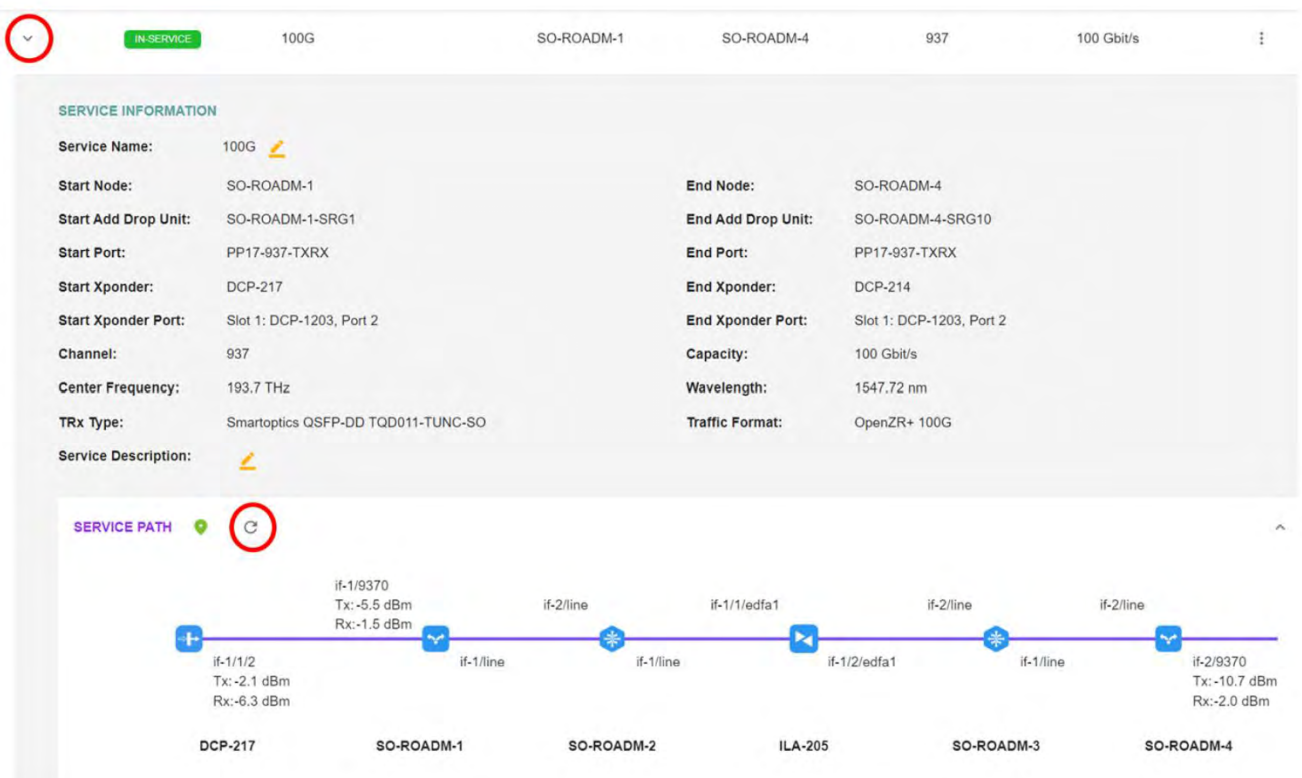 IN-SERVICE 100G SO-ROADM-1 SO-ROADM-4 937 100 Gbit/s
SERVICE INFORMATION
Service Name: 100G
Start Node: SO-ROADM-1 End Node: SO-ROADM-4
Start Add Drop Unit: SO-ROADM-1-SRG1 End Add Drop Unit: SO-ROADM-4-SRG10
Start Port: PP17-937-TXRX End Port: PP17-937-TXRX
Start Xponder: DCP-217 End Xponder: DCP-214
Start Xponder Port: Slot 1: DCP-1203, Port 2 End Xponder Port: Slot 1: DCP-1203, Port 2
Channel: 937 Capacity: 100 Gbit/s
Center Frequency: 193.7 THz Wavelength: 1547.72 nm
TRx Type: Smartoptics QSFP-DD TQD011-TUNC-SO Traffic Format: OpenZR+ 100G
Service Description:
SERVICE PATH
if-1/9370
Tx:-5.5 dBm if-2/line if-1/1/edfa1 if-2/line if-2/line
Rx:-1.5 dBm
if-1/1/2 if-1/line if-1/line if-1/2/edfa1 if-1/line if-2/9370
Tx:-2.1 dBm Tx:-10.7 dBm
Rx:-6.3 dBm Rx:-2.0 dBm
DCP-217 SO-ROADM-1 SO-ROADM-2 ILA-205 SO-ROADM-3 SO-ROADM-4